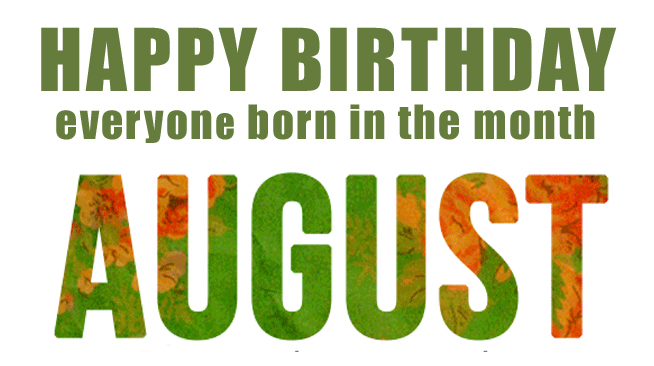 HAPPY BIRTHDAY
everyone born in the month
AUGUST